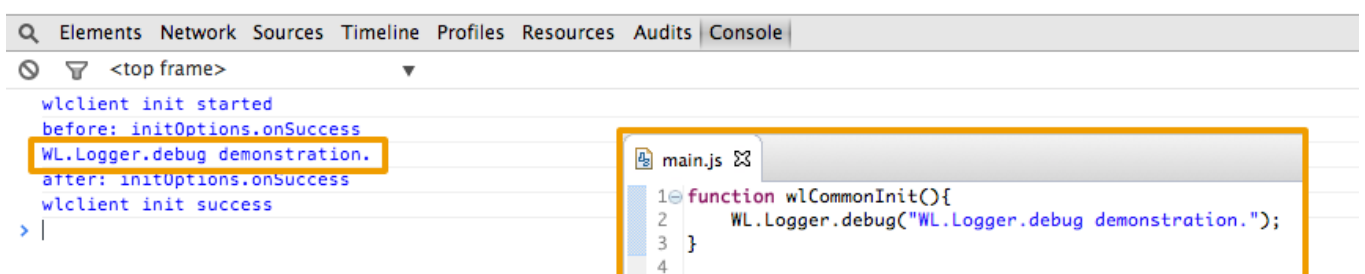 Elements Network Sources Timeline Profiles Resources Audits Console
<top frame>
wlclient init started
before: initOptions.onSuccess
WL.Logger.debug demonstration.
after: initOptions.onSuccess
wlclient init success
>
main.js
1 function wlCommonInit(){
2 WL.Logger.debug("WL.Logger.debug demonstration.");
3 }
4